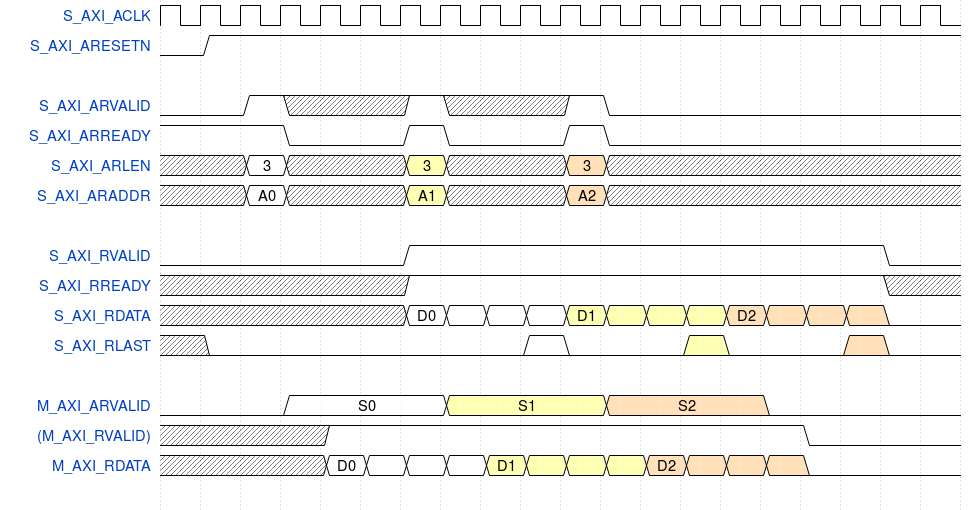 S_AXI_ACLK
S_AXI_ARESETN
S_AXI_ARVALID
S_AXI_ARREADY
S_AXI_ARLEN 3 3 3
S_AXI_ARADDR A0 A1 A2
S_AXI_RVALID
S_AXI_RREADY
S_AXI_RDATA D0 D1 D2
S_AXI_RLAST
M_AXI_ARVALID S0 S1 S2
(M_AXI_RVALID)
M_AXI_RDATA D0 D1 D2